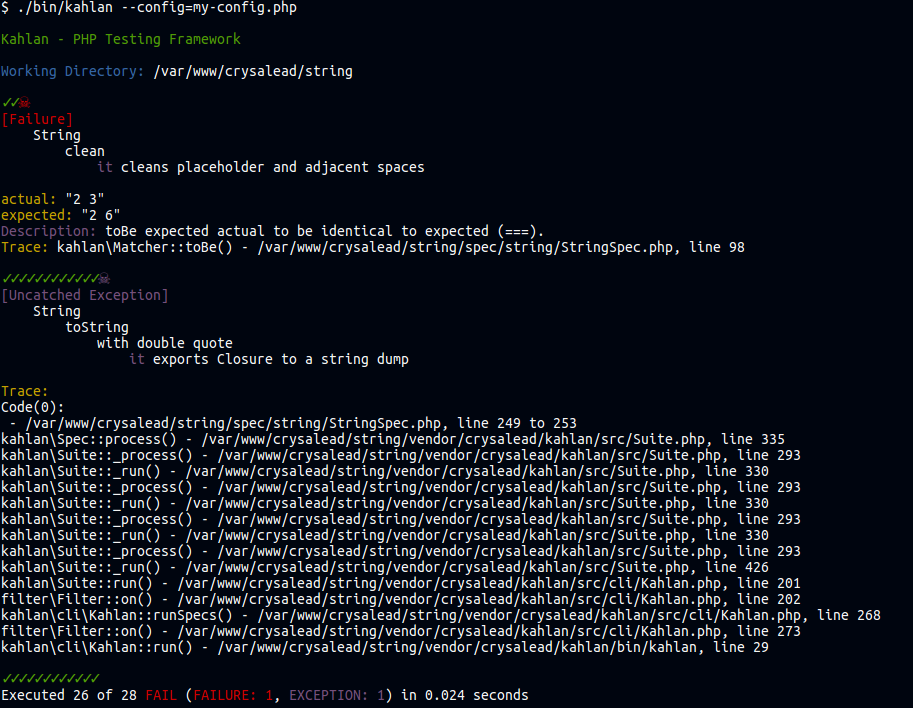 $ ./bin/kahlan --config=my-config.php
Kahlan - PHP Testing Framework
Working Directory: /var/www/crysalead/string
✓✓☠
[Failure]
String
clean
it cleans placeholder and adjacent spaces
actual: "2 3"
expected: "2 6"
Description: toBe expected actual to be identical to expected (===).
Trace: kahlan\Matcher::toBe() - /var/www/crysalead/string/spec/string/StringSpec.php, line 98
✓✓✓✓✓✓✓✓✓✓✓✓☠
[Uncatched Exception]
String
toString
with double quote
it exports Closure to a string dump
Trace:
Code(0):
- /var/www/crysalead/string/spec/string/StringSpec.php, line 249 to 253
kahlan\Spec::process() - /var/www/crysalead/string/vendor/crysalead/kahlan/src/Suite.php, line 335
kahlan\Suite::_process() - /var/www/crysalead/string/vendor/crysalead/kahlan/src/Suite.php, line 293
kahlan\Suite::_run() - /var/www/crysalead/string/vendor/crysalead/kahlan/src/Suite.php, line 330
kahlan\Suite::_process() - /var/www/crysalead/string/vendor/crysalead/kahlan/src/Suite.php, line 293
kahlan\Suite::_run() - /var/www/crysalead/string/vendor/crysalead/kahlan/src/Suite.php, line 330
kahlan\Suite::_process() - /var/www/crysalead/string/vendor/crysalead/kahlan/src/Suite.php, line 293
kahlan\Suite::_run() - /var/www/crysalead/string/vendor/crysalead/kahlan/src/Suite.php, line 330
kahlan\Suite::_process() - /var/www/crysalead/string/vendor/crysalead/kahlan/src/Suite.php, line 293
kahlan\Suite::_run() - /var/www/crysalead/string/vendor/crysalead/kahlan/src/Suite.php, line 426
kahlan\Suite::run() - /var/www/crysalead/string/vendor/crysalead/kahlan/src/cli/Kahlan.php, line 201
filter\Filter::on() - /var/www/crysalead/string/vendor/crysalead/kahlan/src/cli/Kahlan.php, line 202
kahlan\cli\Kahlan::runSpecs() - /var/www/crysalead/string/vendor/crysalead/kahlan/src/cli/Kahlan.php, line 268
filter\Filter::on() - /var/www/crysalead/string/vendor/crysalead/kahlan/src/cli/Kahlan.php, line 273
kahlan\cli\Kahlan::run() - /var/www/crysalead/string/vendor/crysalead/kahlan/bin/kahlan, line 29
✓✓✓✓✓✓✓✓✓✓✓✓
Executed 26 of 28 FAIL (FAILURE: 1, EXCEPTION: 1) in 0.024 seconds